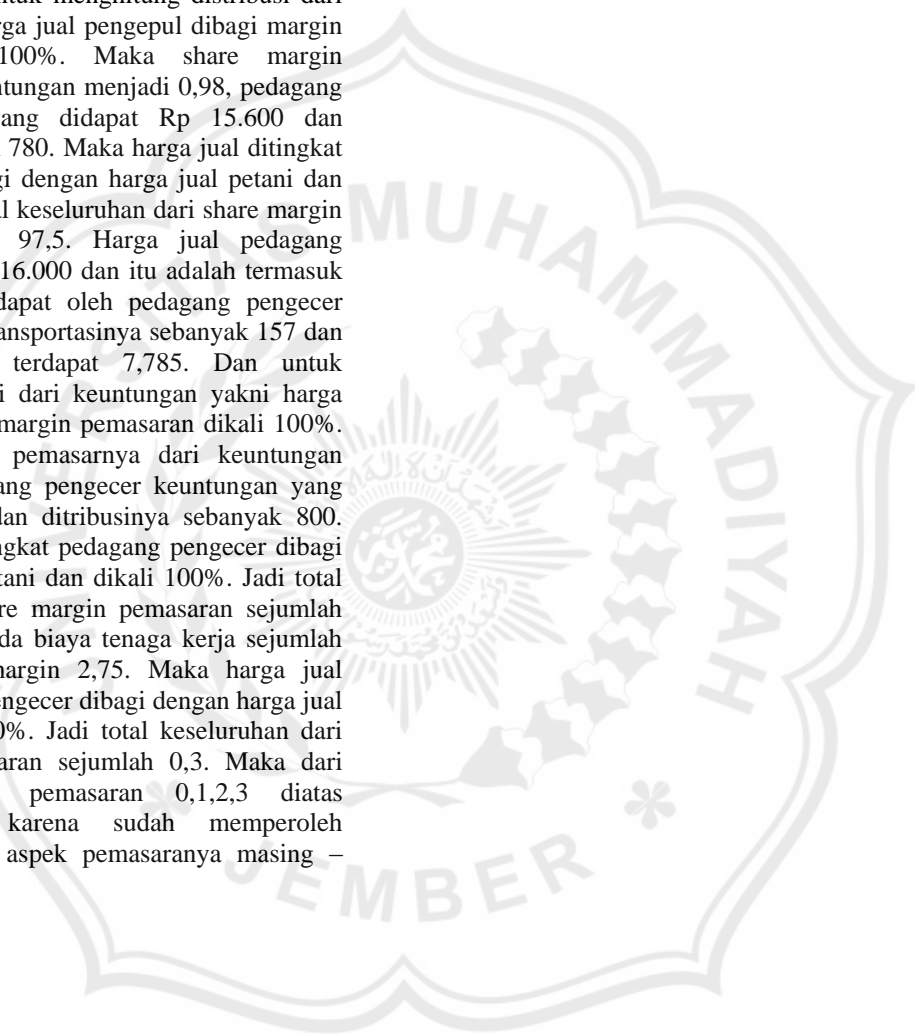 untuk menghitung distribusi dari
harga jual pengepul dibagi margin
100%. Maka share margin
untungan menjadi 0,98, pedagang
ang didapat Rp 15.600 dan
780. Maka harga jual ditingkat
gi dengan harga jual petani dan
al keseluruhan dari share margin
97,5. Harga jual pedagang
16.000 dan itu adalah termasuk
dapat oleh pedagang pengecer
ansportasinya sebanyak 157 dan
terdapat 7,785. Dan untuk
i dari keuntungan yakni harga
margin pemasaran dikali 100%.
pemasarnya dari keuntungan
ang pengecer keuntungan yang
dan ditribusinya sebanyak 800.
ngkat pedagang pengecer dibagi
tani dan dikali 100%. Jadi total
re margin pemasaran sejumlah
da biaya tenaga kerja sejumlah
margin 2,75. Maka harga jual
engecer dibagi dengan harga jual
0%. Jadi total keseluruhan dari
aran sejumlah 0,3. Maka dari
pemasaran 0,1,2,3 diatas
karena sudah memperoleh
aspek pemasaranya masing –
MUHAMMADIYAH
JEMBER